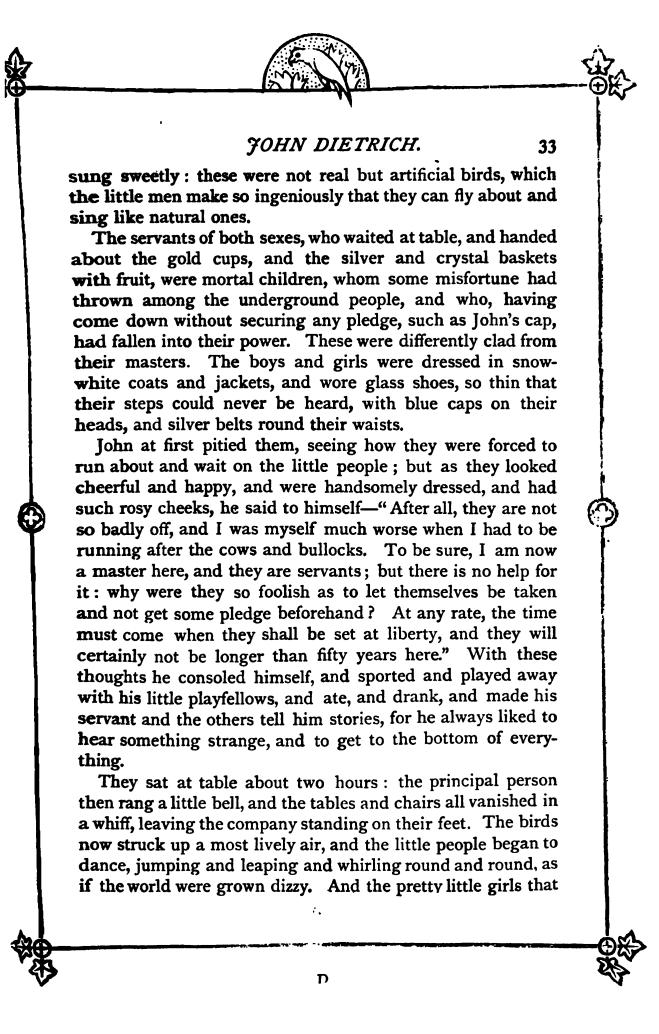 JOHN DIETRICH. 33
sung sweetly : these were not real but artificial birds, which
the little men make so ingeniously that they can fly about and
sing like natural ones.
The servants of both sexes, who waited at table, and handed
about the gold cups, and the silver and crystal baskets
with fruit, were mortal children, whom some misfortune had
thrown among the underground people, and who, having
come down without securing any pledge, such as John's cap,
had fallen into their power. These were differently clad from
their masters. The boys and girls were dressed in snow-
white coats and jackets, and wore glass shoes, so thin that
their steps could never be heard, with blue caps on their
heads, and silver belts round their waists.
John at first pitied them, seeing how they were forced to
run about and wait on the little people ; but as they looked
cheerful and happy, and were handsomely dressed, and had
such rosy cheeks, he said to himself—“ After all, they are not
so badly off, and I was myself much worse when I had to be
running after the cows and bullocks. To be sure, I am now
a master here, and they are servants ; but there is no help for
it : why were they so foolish as to let themselves be taken
and not get some pledge beforehand ? At any rate, the time
must come when they shall be set at liberty, and they will
certainly not be longer than fifty years here.” With these
thoughts he consoled himself, and sported and played away
with his little playfellows, and ate, and drank, and made his
servant and the others tell him stories, for he always liked to
hear something strange, and to get to the bottom of every-
thing.
They sat at table about two hours : the principal person
then rang a little bell, and the tables and chairs all vanished in
a whiff, leaving the company standing on their feet. The birds
now struck up a most lively air, and the little people began to
dance, jumping and leaping and whirling round and round, as
if the world were grown dizzy. And the pretty little girls that
D